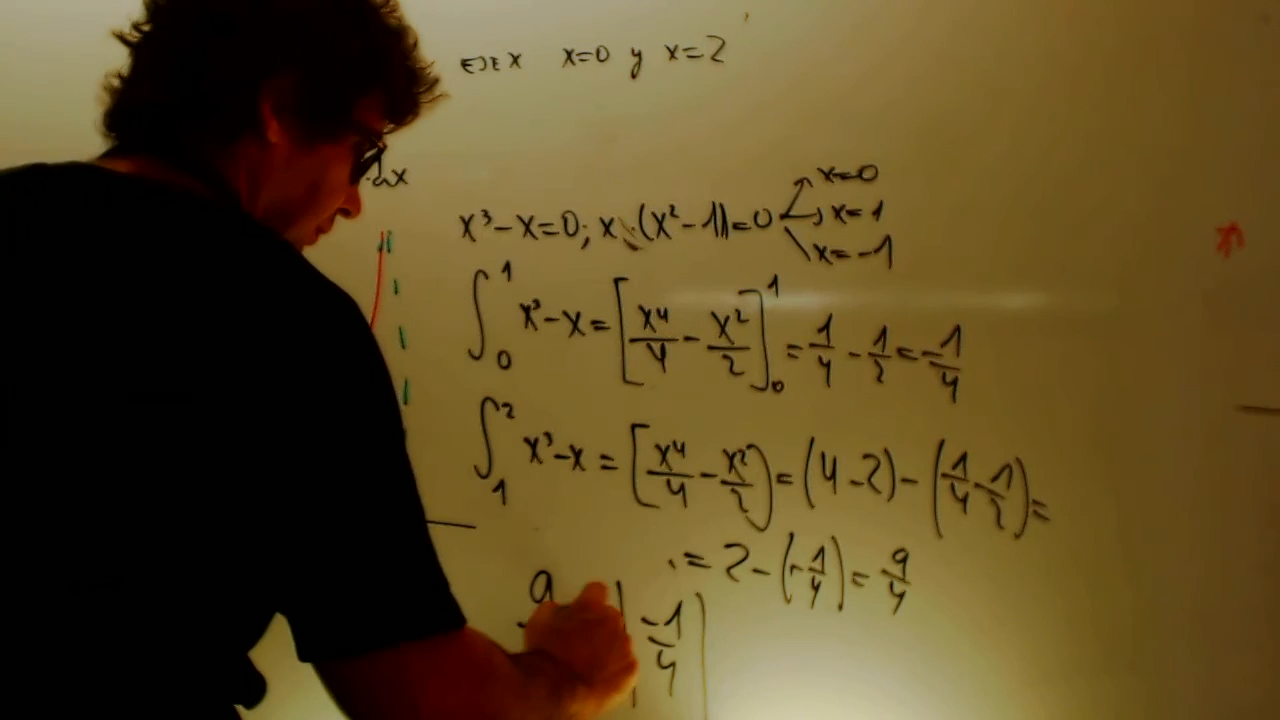 EJE X x=0 y x=2
dx
x³-x=0; x·(x²-1)=0 x=0
x=1
x=-1
∫₀¹ x³-x = [x⁴/4 - x²/2]₀¹ = 1/4 - 1/2 = -1/4
∫₁² x³-x = [x⁴/4 - x²/2) = (4-2) - (1/4 - 1/2) =
= 2 - (-1/4) = 9/4
9 | -1/4 |